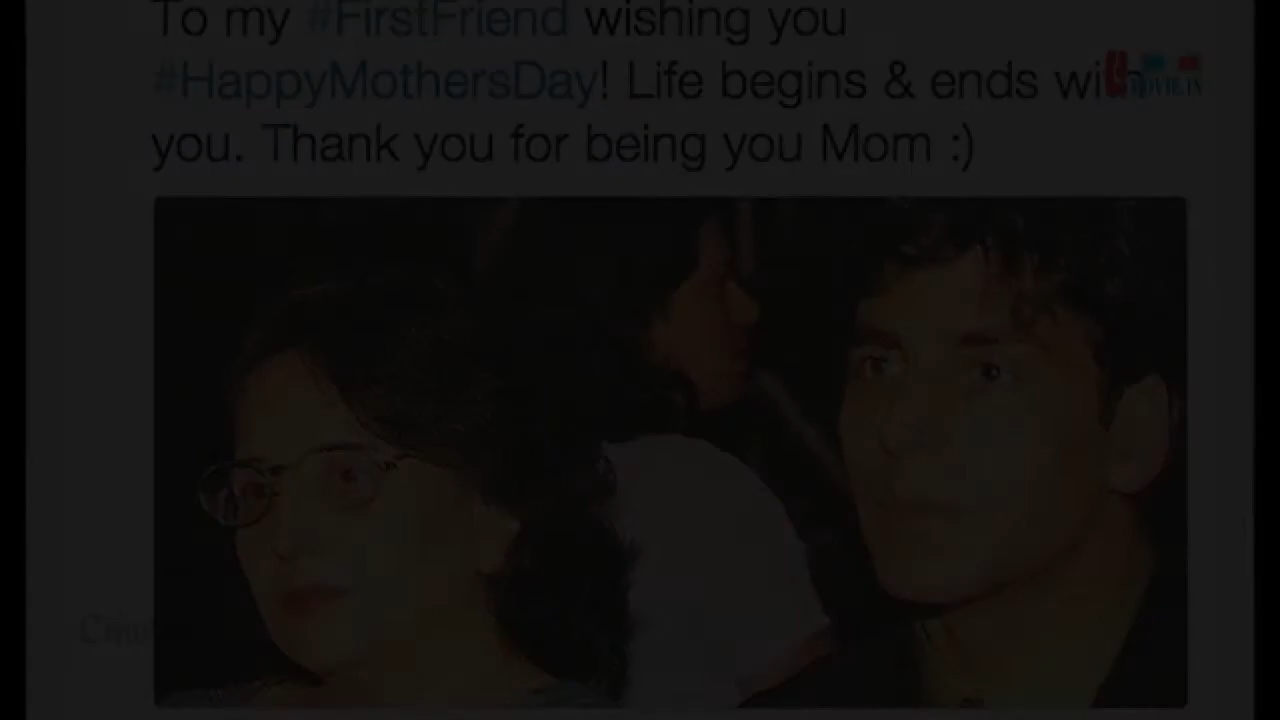 To my #FirstFriend wishing you
#HappyMothersDay! Life begins & ends with
you. Thank you for being you Mom :)